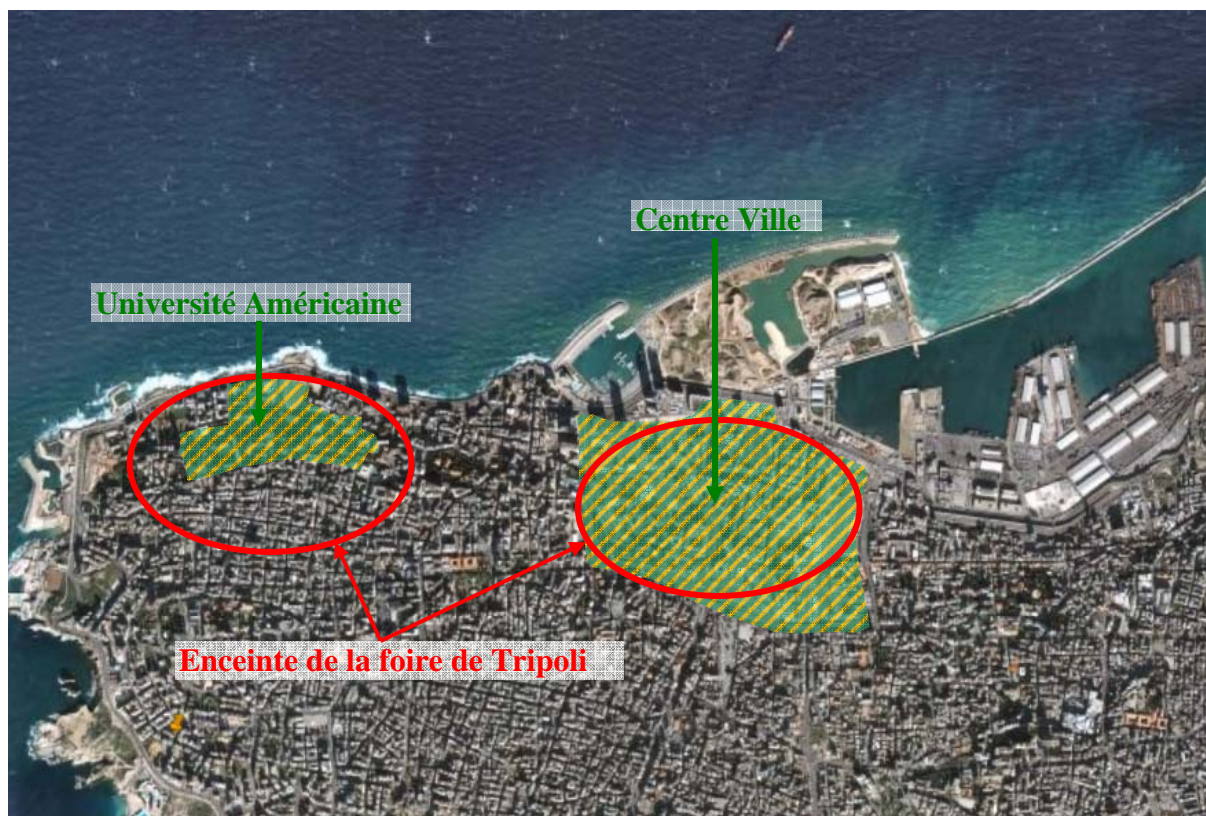 Centre Ville
Université Américaine
Enceinte de la foire de Tripoli